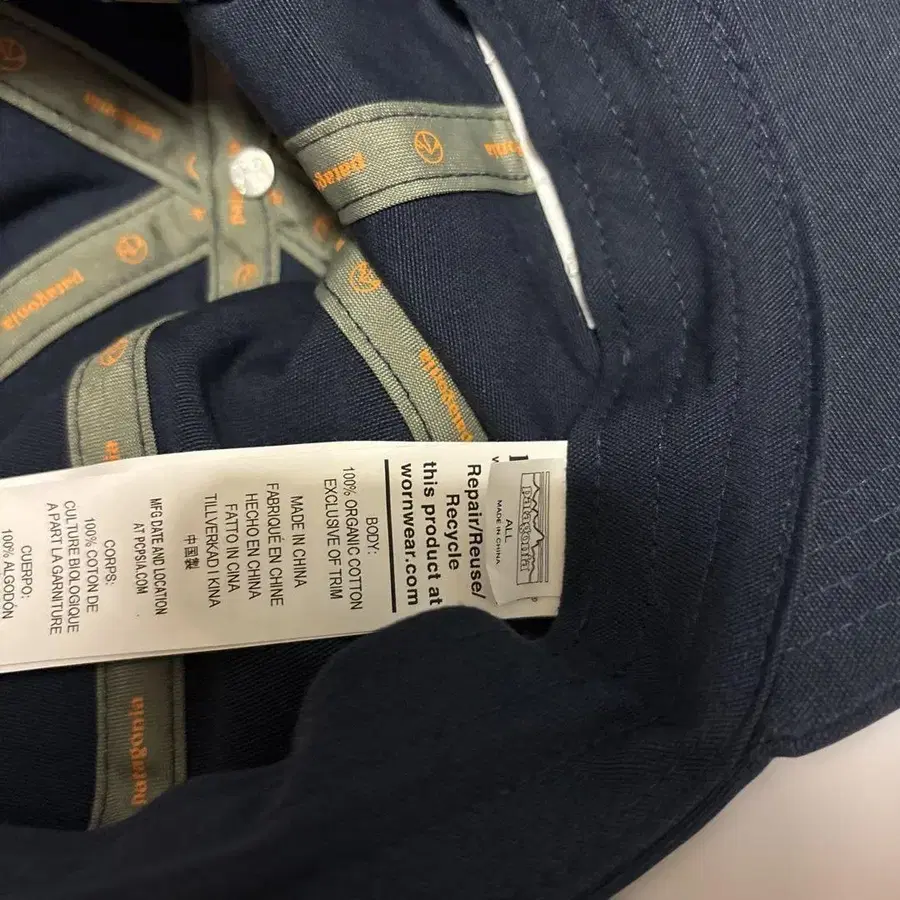 patagonia
ALL
MADE IN CHINA
Repair/Reuse/
Recycle
this product at
wornwear.com
BODY:
100% ORGANIC COTTON
EXCLUSIVE OF TRIM
MADE IN CHINA
FABRIQUÉ EN CHINE
HECHO EN CHINA
FATTO IN CINA
TILLVERKAD I KINA
中国製
MFG DATE AND LOCATION
AT PCPSIA.COM
CORPS:
100% COTON DE
CULTURE BIOLOGIQUE
A PART LA GARNITURE
CUERPO:
100% ALGODÓN
patagonia
patagonia
patagonia
patagonia